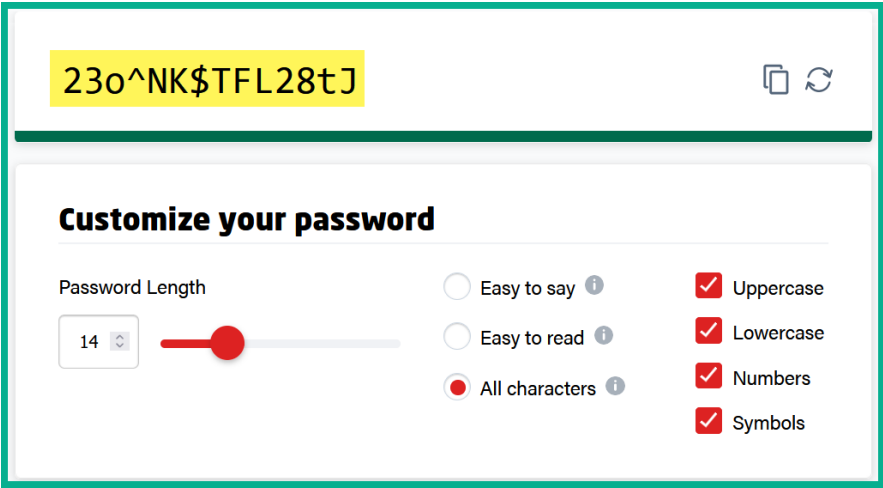 23o^NK$TFL28tJ
Customize your password
Password Length
14
Easy to say
Easy to read
All characters
Uppercase
Lowercase
Numbers
Symbols